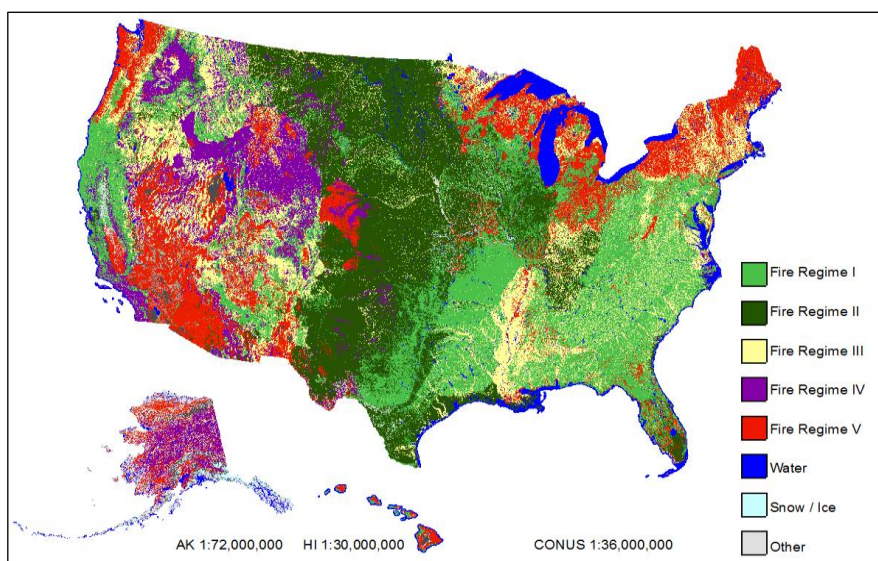 Fire Regime I
Fire Regime II
Fire Regime III
Fire Regime IV
Fire Regime V
Water
Snow / Ice
Other
AK 1:72,000,000 HI 1:30,000,000 CONUS 1:36,000,000